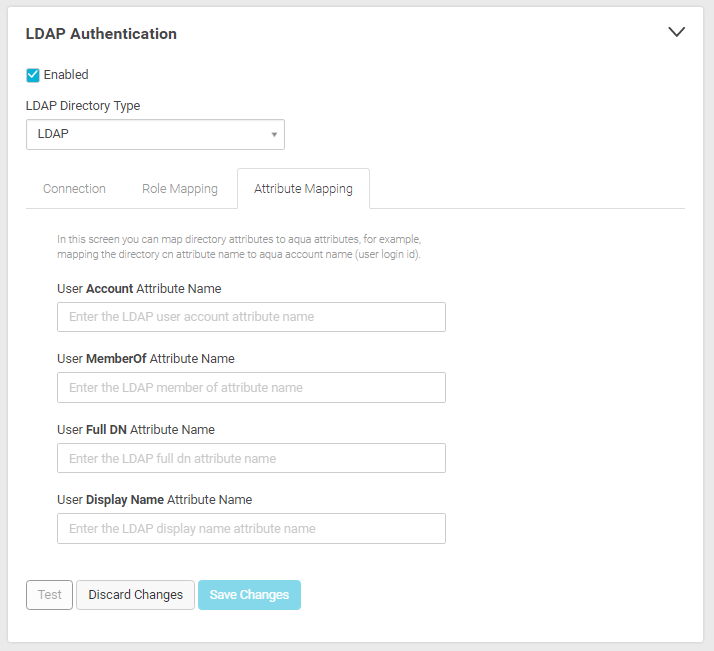 LDAP Authentication
Enabled
LDAP Directory Type
LDAP
Connection Role Mapping Attribute Mapping
In this screen you can map directory attributes to aqua attributes, for example,
mapping the directory cn attribute name to aqua account name (user login id).
User Account Attribute Name
Enter the LDAP user account attribute name
User MemberOf Attribute Name
Enter the LDAP member of attribute name
User Full DN Attribute Name
Enter the LDAP full dn attribute name
User Display Name Attribute Name
Enter the LDAP display name attribute name
Test Discard Changes Save Changes